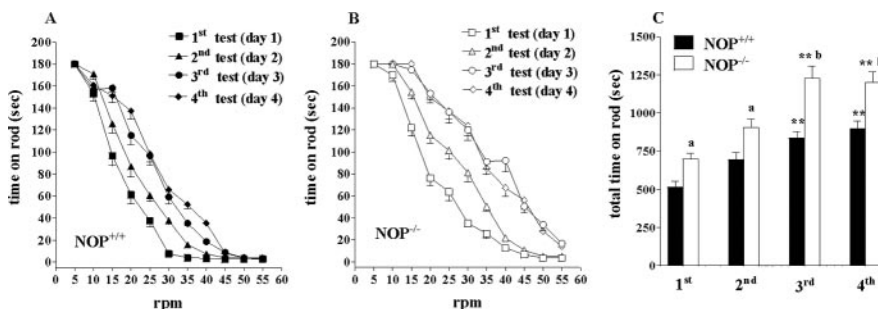 A
1st test (day 1)
2nd test (day 2)
3rd test (day 3)
4th test (day 4)
time on rod (sec)
200
180
160
140
120
100
80
60
40
20
0
NOP+/+
0 5 10 15 20 25 30 35 40 45 50 55 60
rpm
B
1st test (day 1)
2nd test (day 2)
3rd test (day 3)
4th test (day 4)
time on rod (sec)
200
180
160
140
120
100
80
60
40
20
0
NOP-/-
0 5 10 15 20 25 30 35 40 45 50 55 60
rpm
C
NOP+/+
NOP-/-
total time on rod (sec)
1500
1250
1000
750
500
250
0
a
a
** b
**
**
**
1st 2nd 3rd 4th